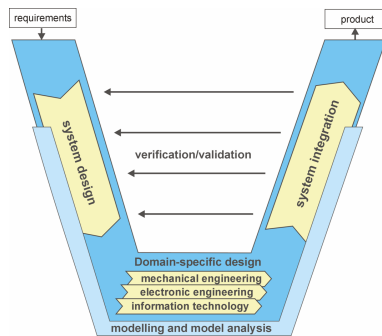 requirements
product
system design
system integration
verification/validation
Domain-specific design
mechanical engineering
electronic engineering
information technology
modelling and model analysis